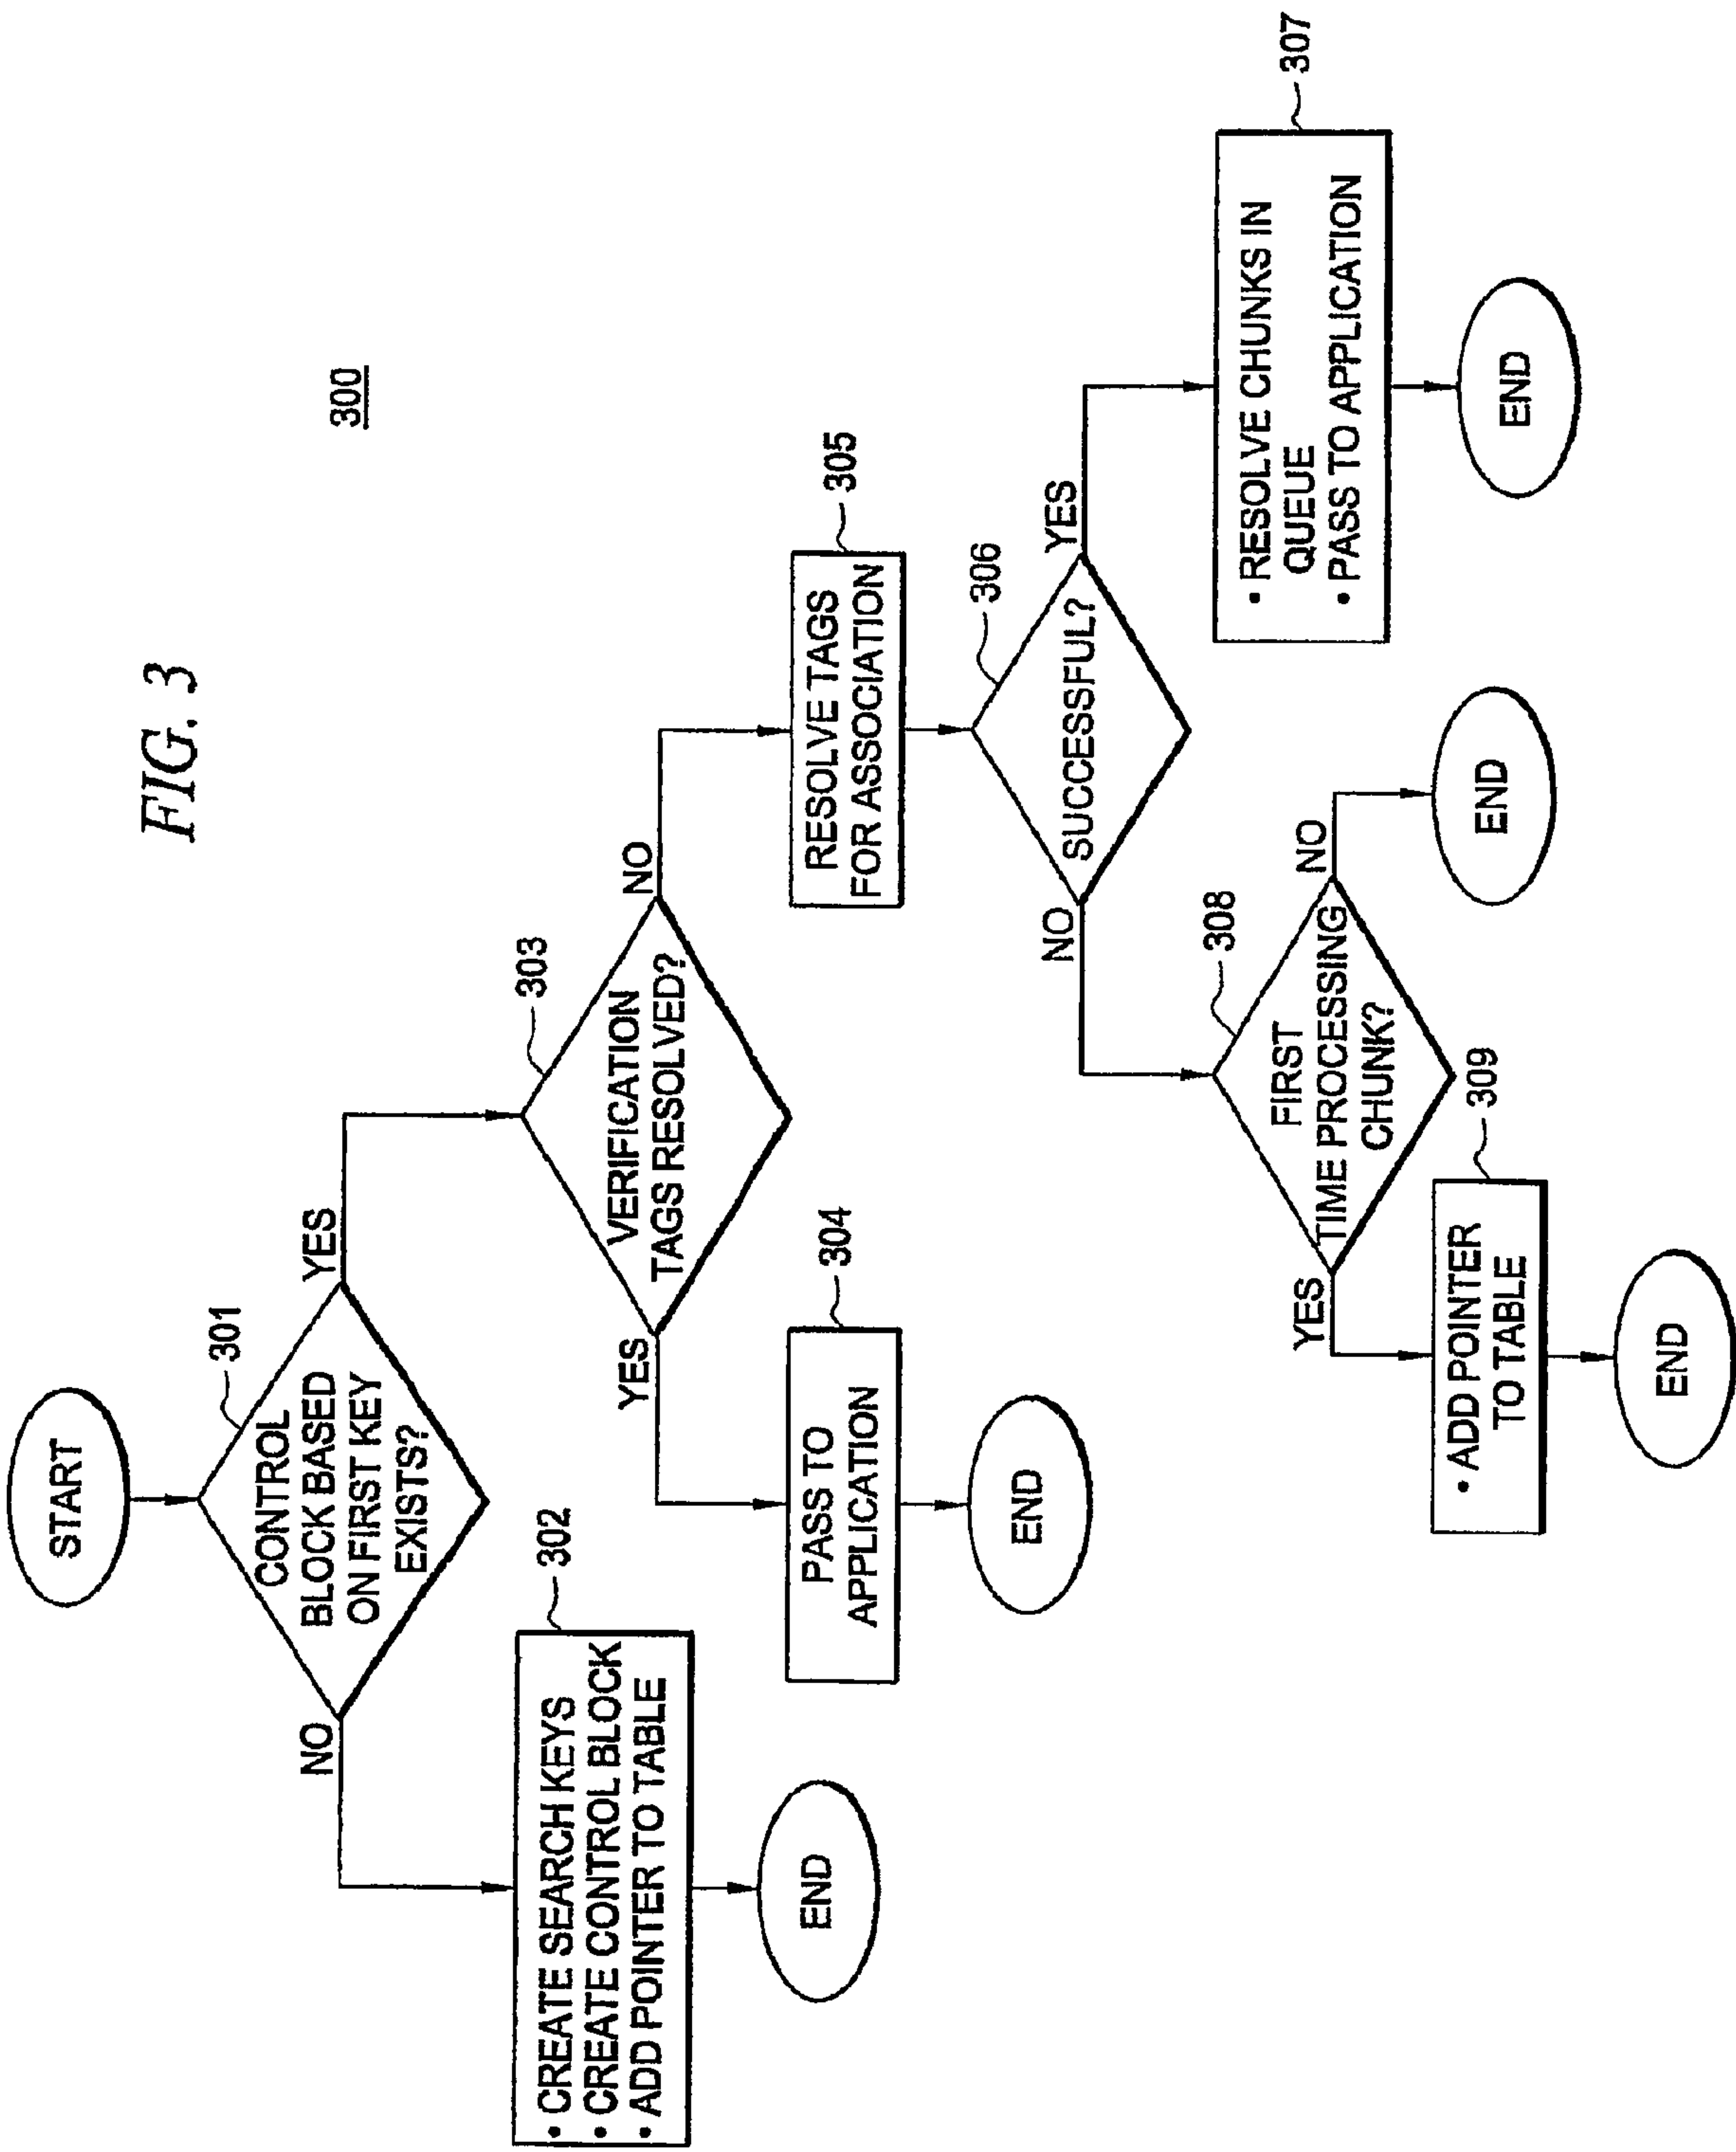 FIG. 3
300
START
301
CONTROL
BLOCK BASED
ON FIRST KEY
EXISTS?
NO
YES
302
• CREATE SEARCH KEYS
• CREATE CONTROL BLOCK
• ADD POINTER TO TABLE
END
303
VERIFICATION
TAGS RESOLVED?
YES
NO
304
PASS TO
APPLICATION
END
305
RESOLVE TAGS
FOR ASSOCIATION
306
SUCCESSFUL?
NO
YES
307
• RESOLVE CHUNKS IN
QUEUE
• PASS TO APPLICATION
END
308
FIRST
TIME PROCESSING
CHUNK?
YES
NO
END
309
• ADD POINTER
TO TABLE
END